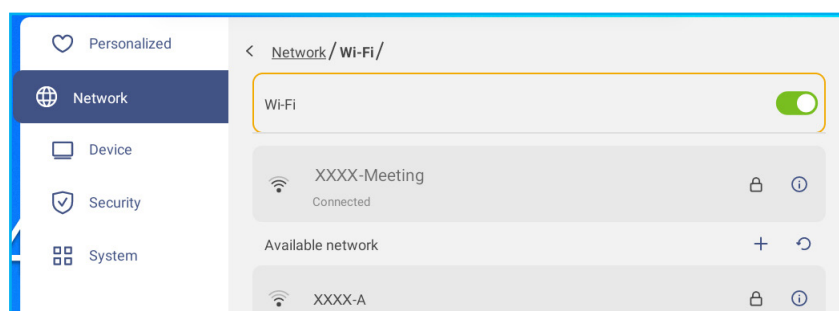 Personalized
Network
Device
Security
System
Network/Wi-Fi/
Wi-Fi
XXXX-Meeting
Connected
Available network
XXXX-A